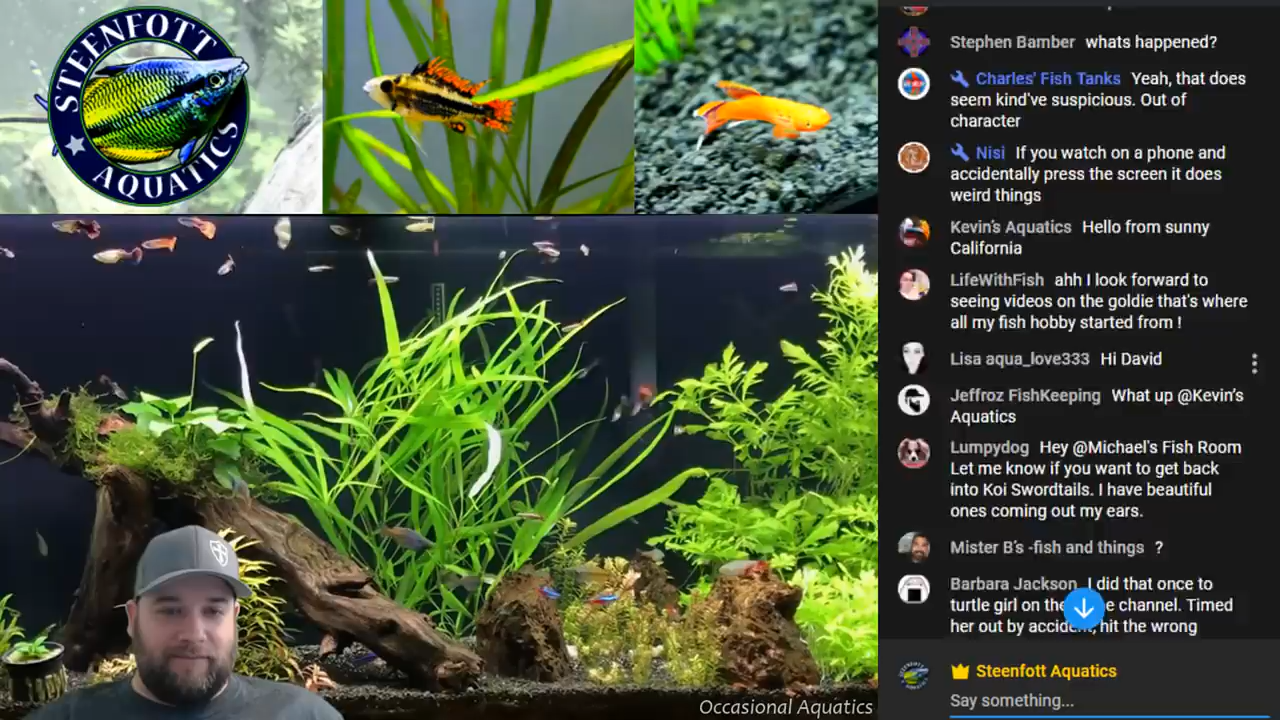 STEENFOTT
AQUATICS
Stephen Bamber whats happened?
Charles' Fish Tanks Yeah, that does
seem kind've suspicious. Out of
character
Nisi If you watch on a phone and
accidentally press the screen it does
weird things
Kevin's Aquatics Hello from sunny
California
LifeWithFish ahh I look forward to
seeing videos on the goldie that's where
all my fish hobby started from !
Lisa aqua_love333 Hi David
Jeffroz FishKeeping What up @Kevin's
Aquatics
Lumpydog Hey @Michael's Fish Room
Let me know if you want to get back
into Koi Swordtails. I have beautiful
ones coming out my ears.
Mister B's -fish and things ?
Barbara Jackson I did that once to
turtle girl on the channel. Timed
her out by accident, hit the wrong
Steenfott Aquatics
Say something...
Occasional Aquatics